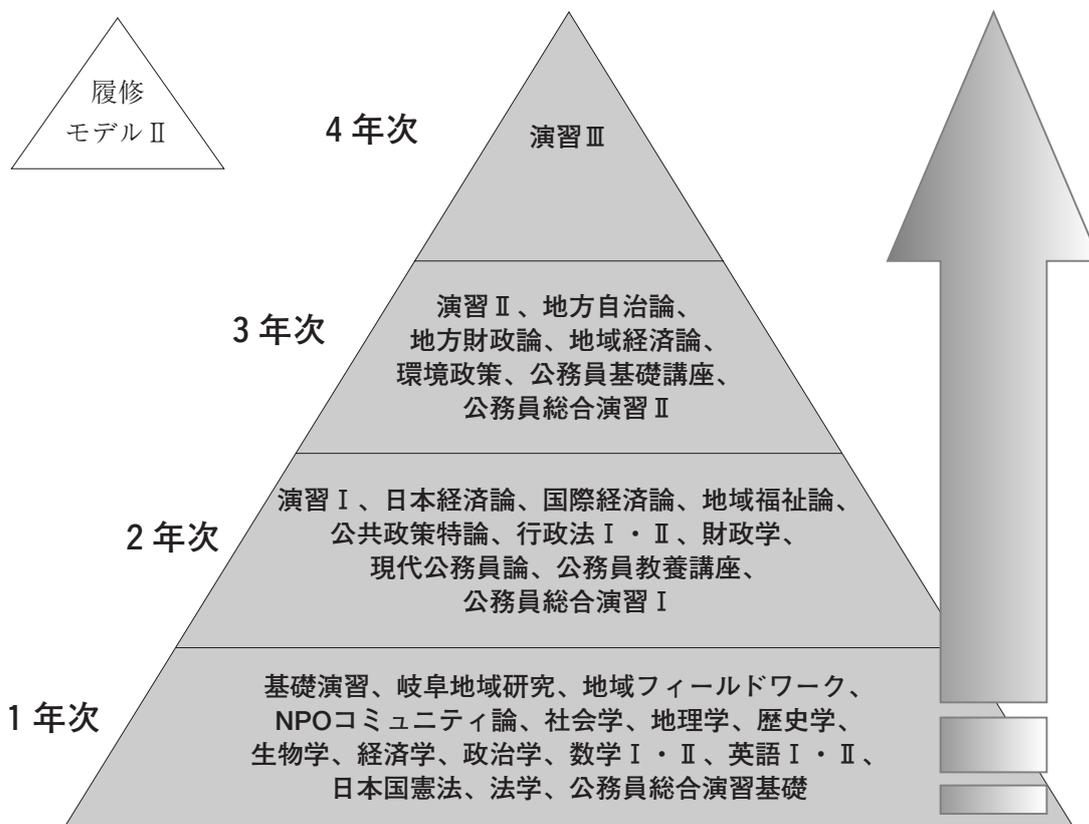 履修
モデルⅡ
4年次
演習Ⅲ
3年次
演習Ⅱ、地方自治論、
地方財政論、地域経済論、
環境政策、公務員基礎講座、
公務員総合演習Ⅱ
2年次
演習Ⅰ、日本経済論、国際経済論、地域福祉論、
公共政策特論、行政法Ⅰ・Ⅱ、財政学、
現代公務員論、公務員教養講座、
公務員総合演習Ⅰ
1年次
基礎演習、岐阜地域研究、地域フィールドワーク、
NPOコミュニティ論、社会学、地理学、歴史学、
生物学、経済学、政治学、数学Ⅰ・Ⅱ、英語Ⅰ・Ⅱ、
日本国憲法、法学、公務員総合演習基礎